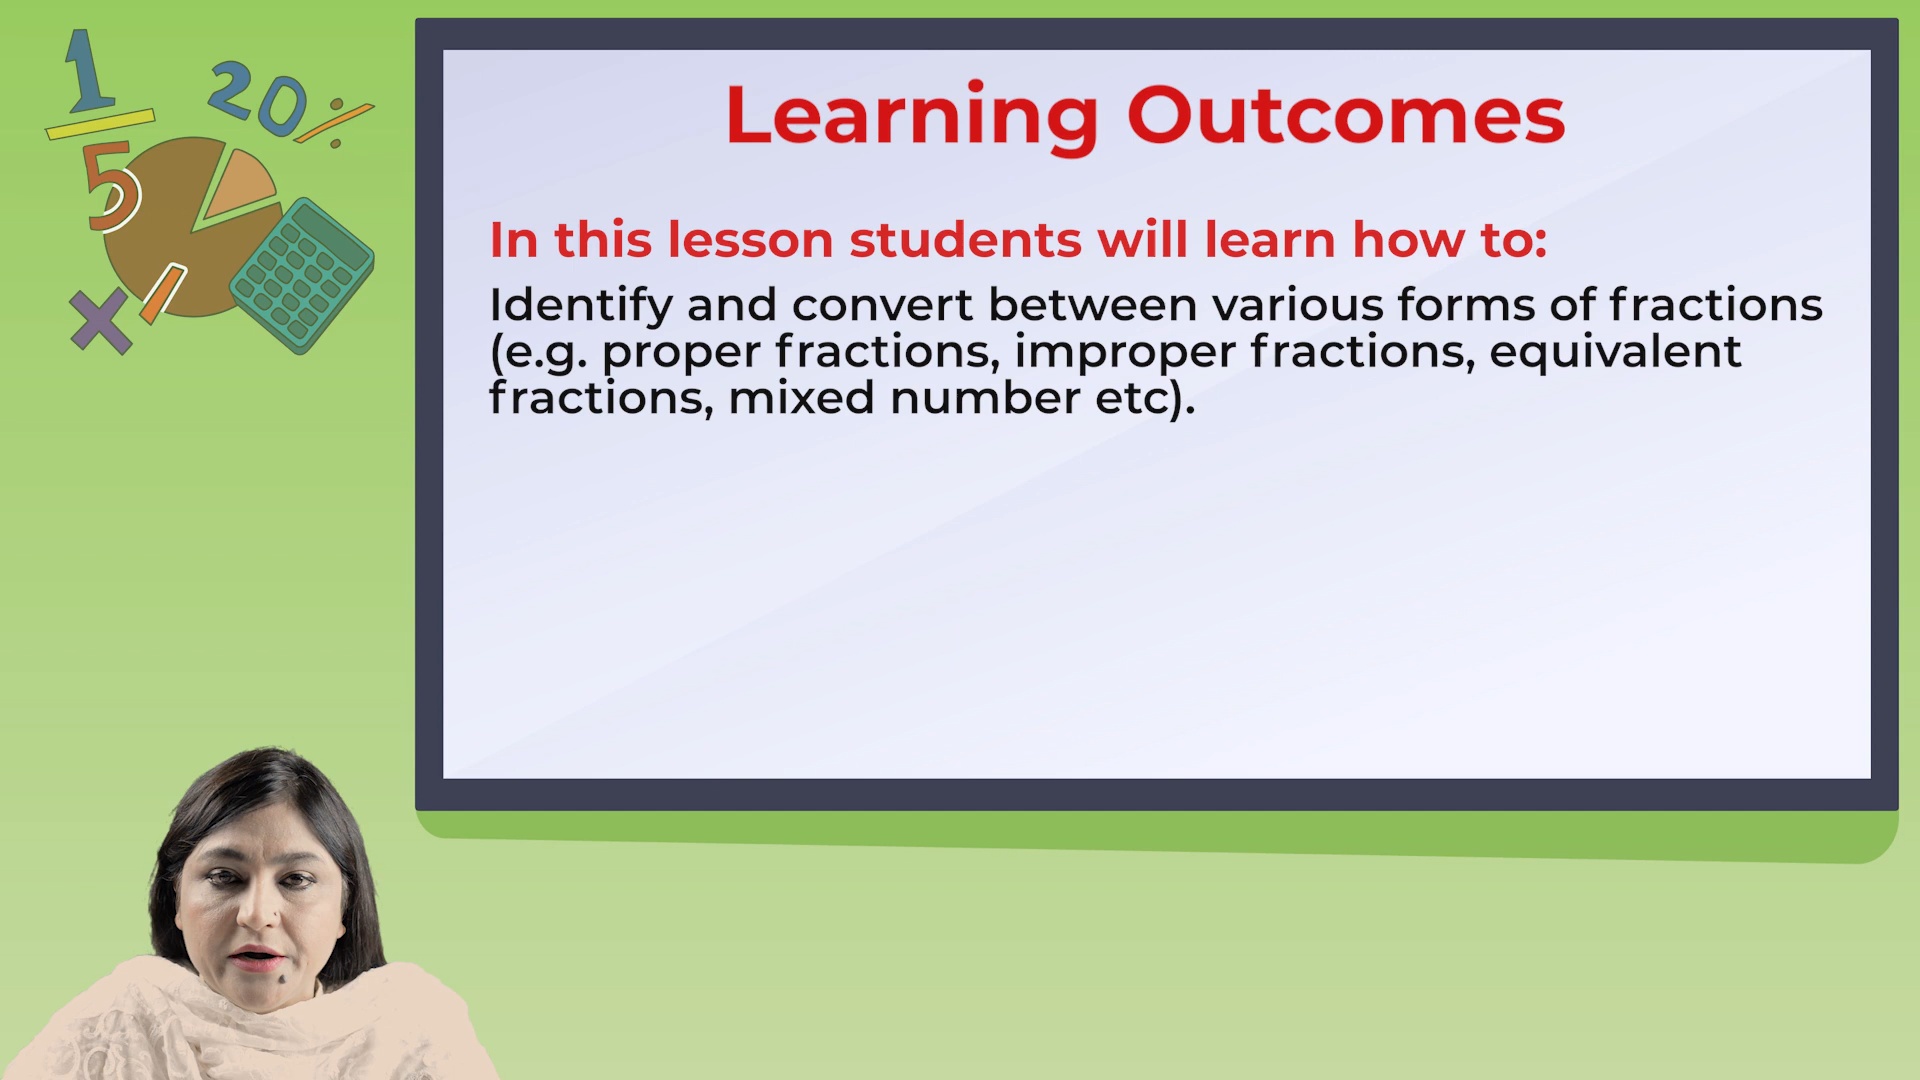 1
5
20%
Learning Outcomes
In this lesson students will learn how to:
Identify and convert between various forms of fractions
(e.g. proper fractions, improper fractions, equivalent
fractions, mixed number etc).